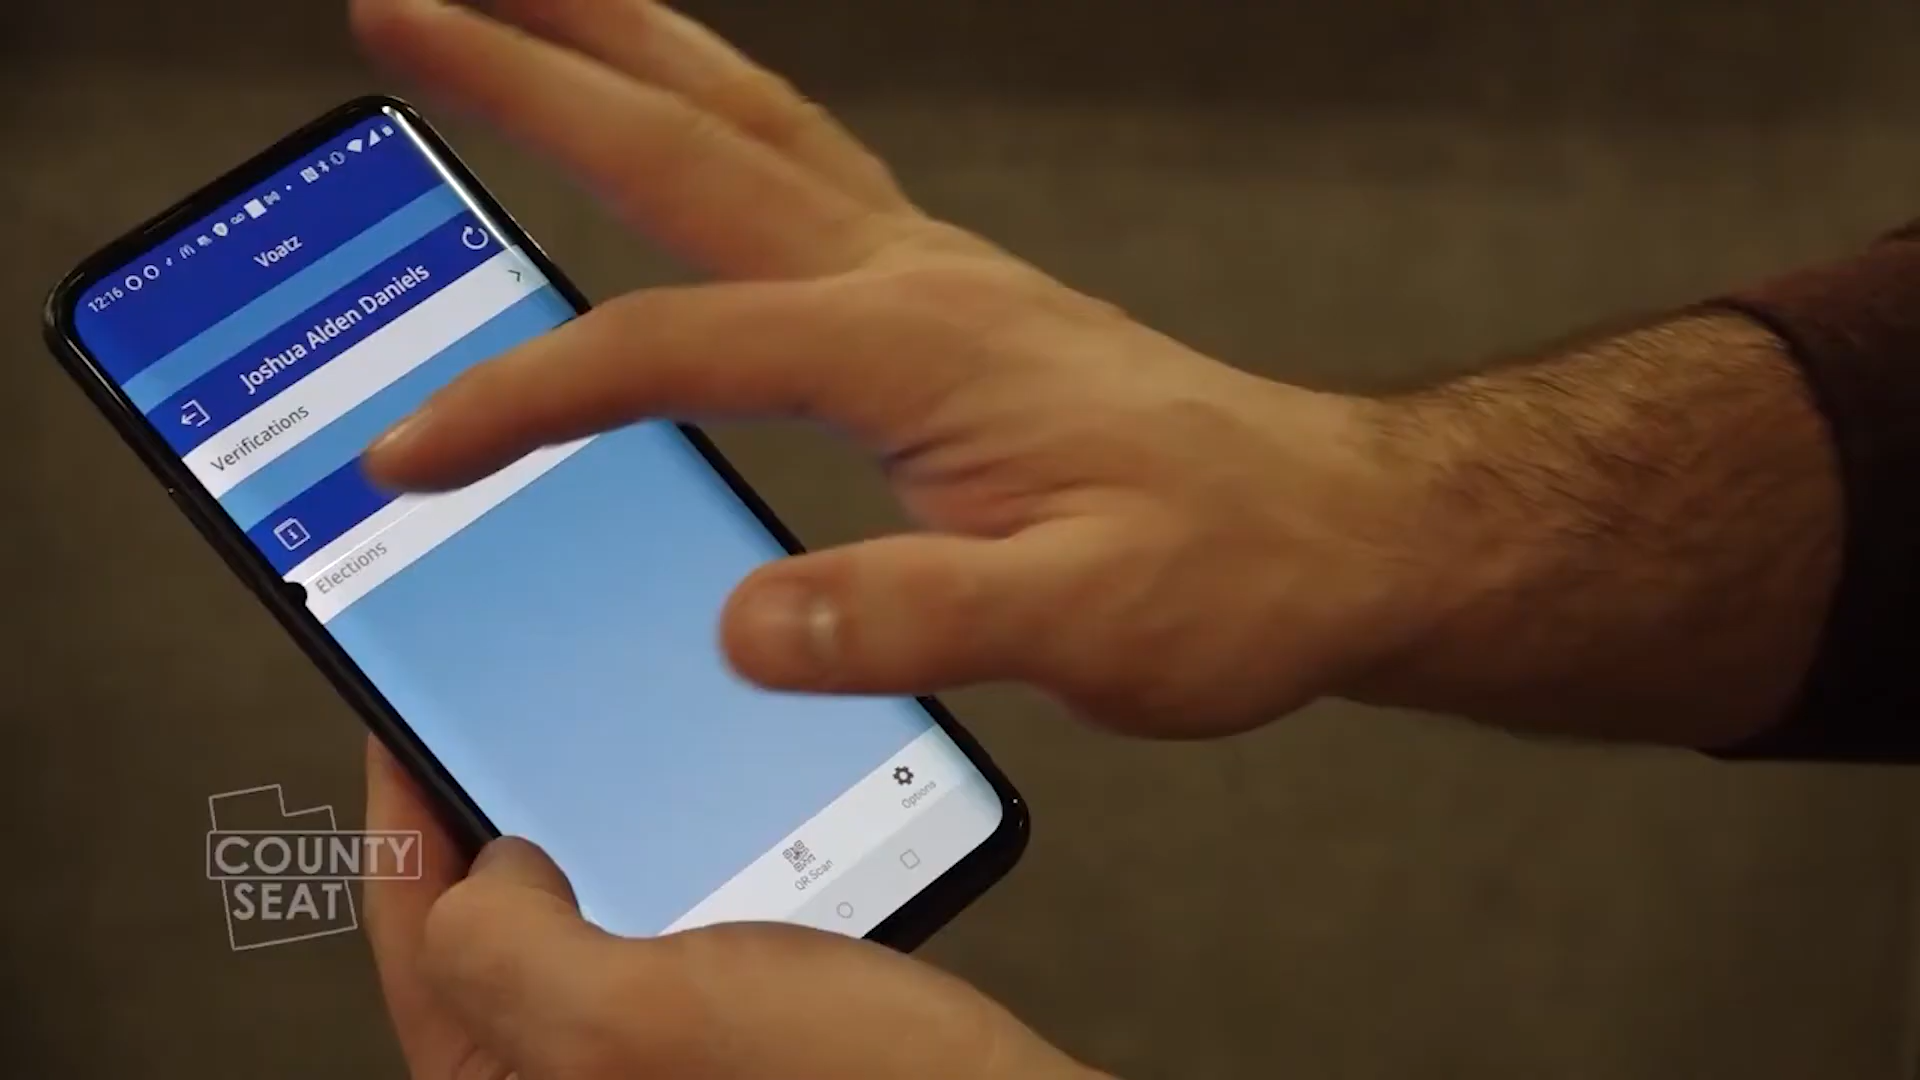 12:16
Voatz
Joshua Alden Daniels
Verifications
Elections
Options
QR Scan
COUNTY
SEAT